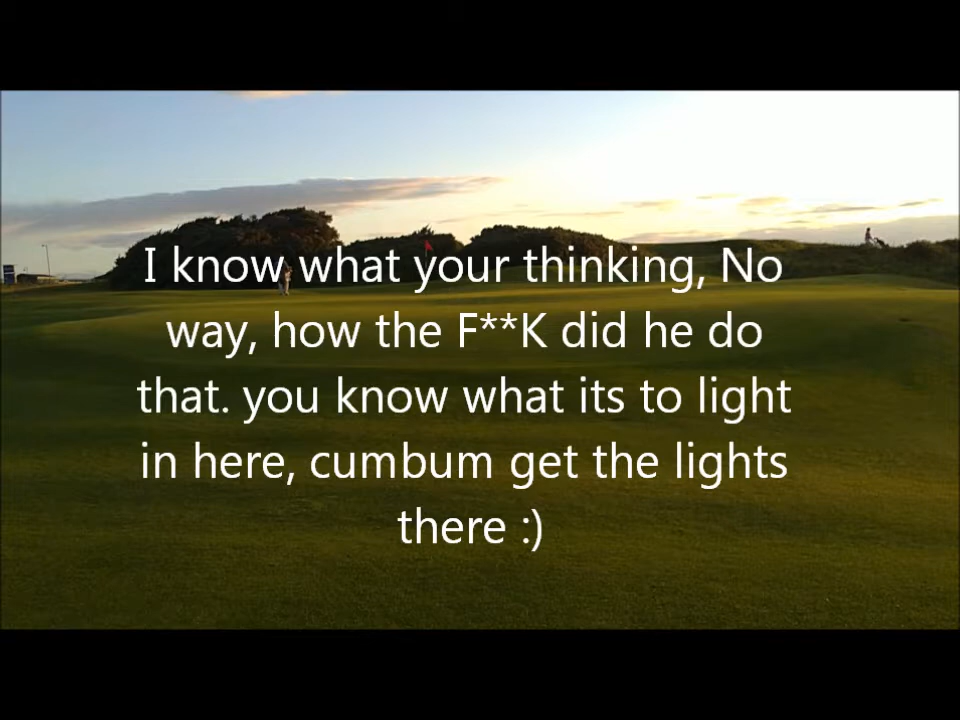 I know what your thinking, No
way, how the F**K did he do
that. you know what its to light
in here, cumbum get the lights
there :)